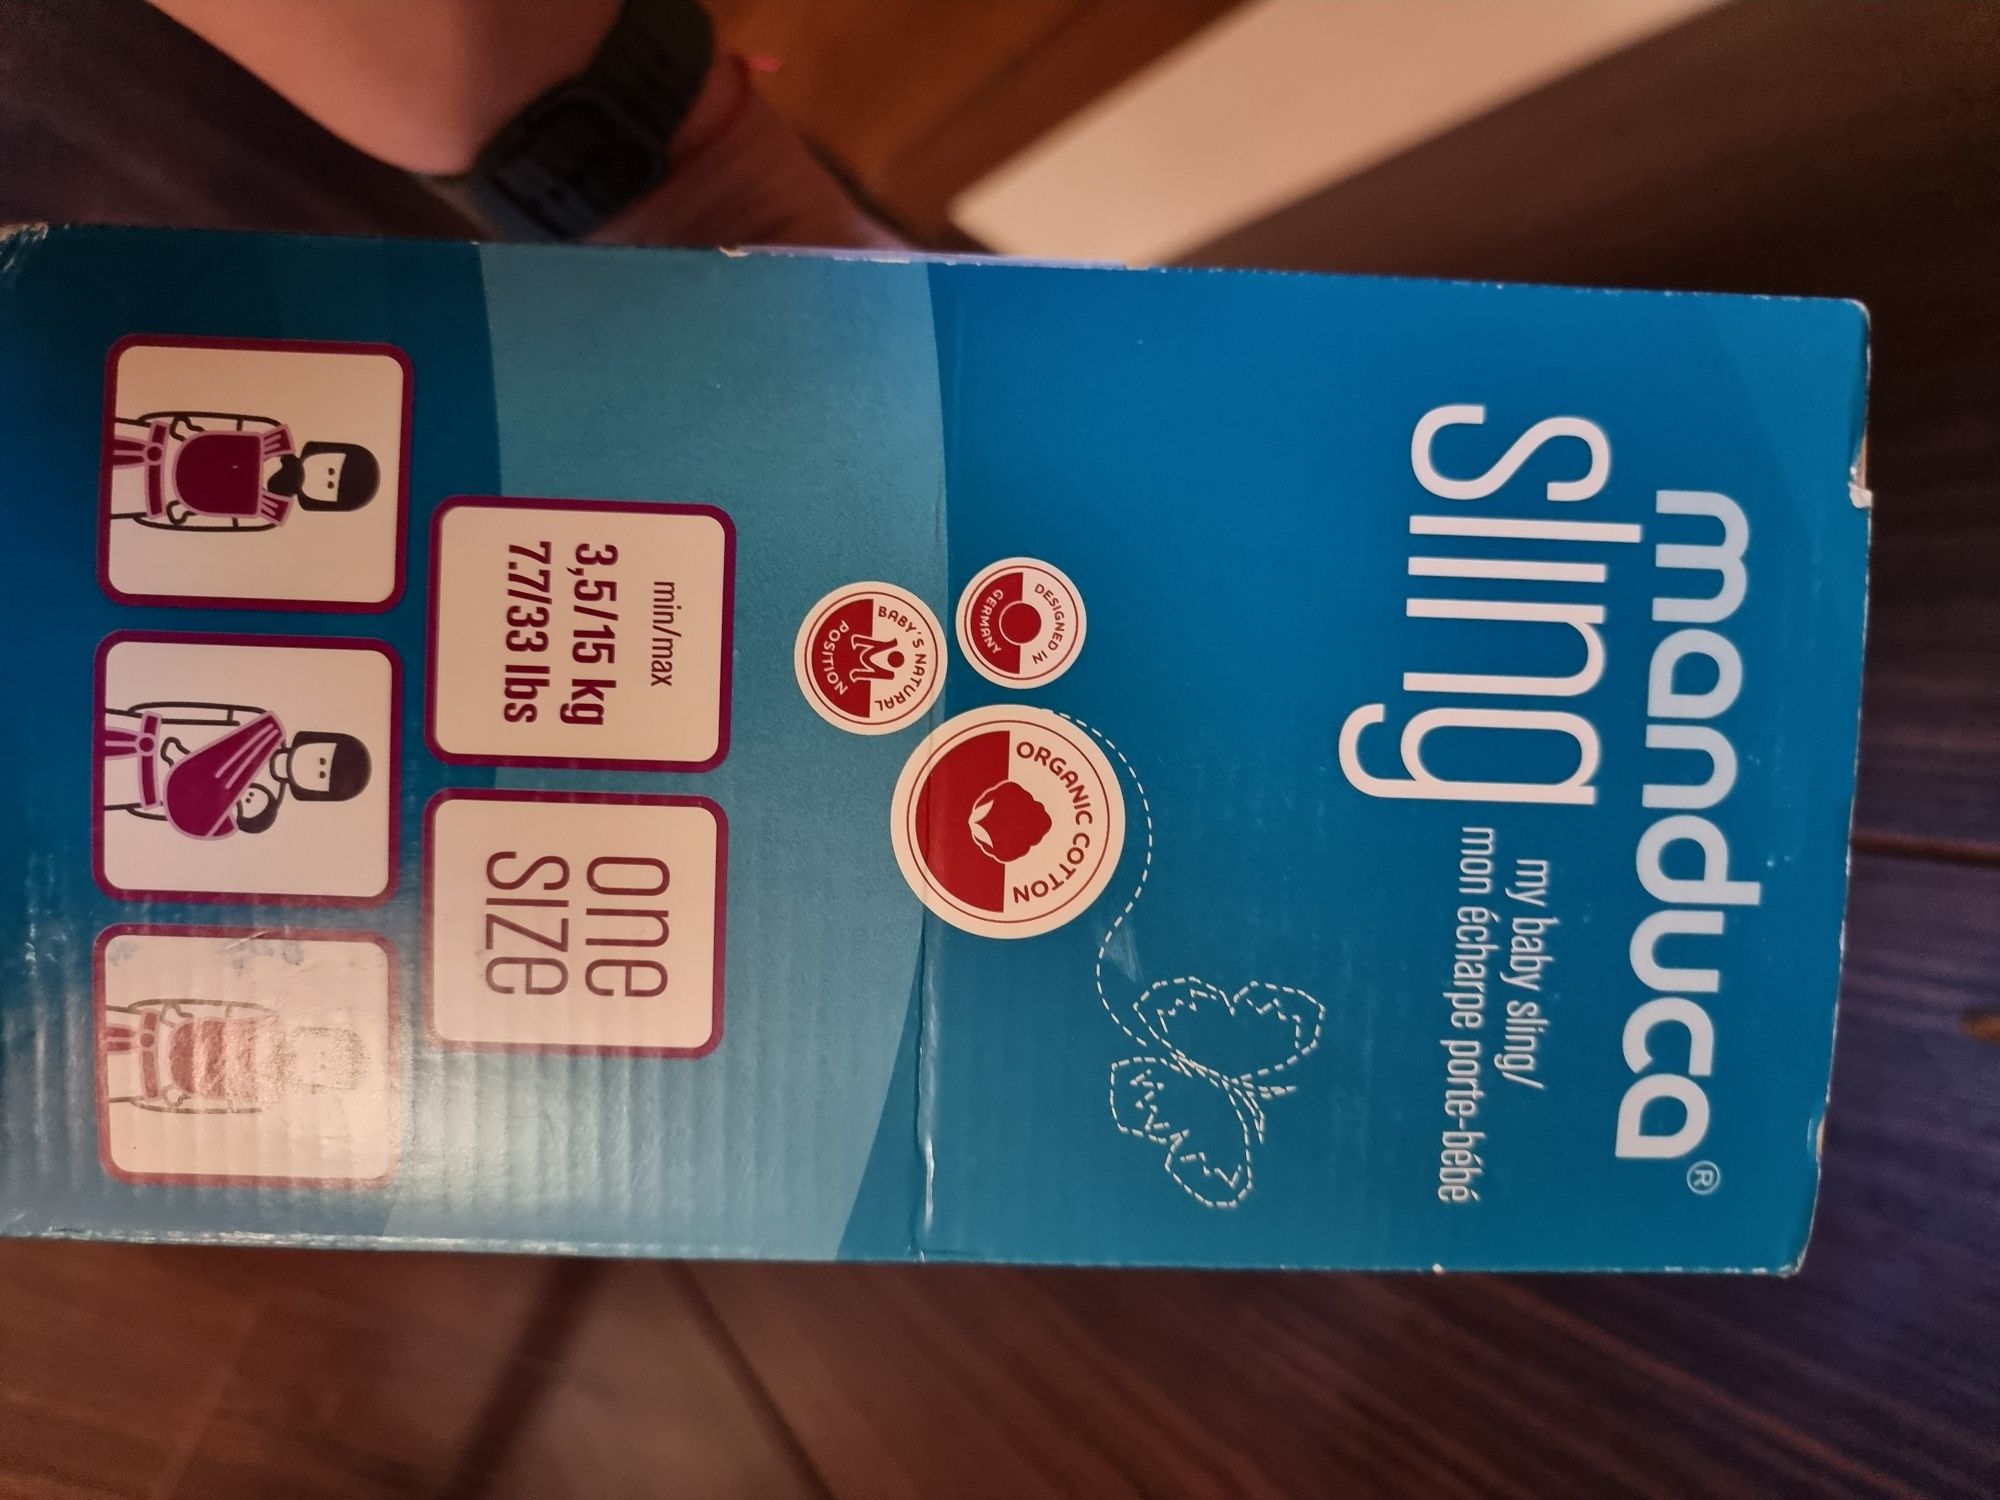 manduca®
sling
my baby sling/
mon écharpe porte-bébé
DESIGNED IN
GERMANY
BABY'S NATURAL
POSITION
ORGANIC COTTON
min/max
3,5/15 kg
7.7/33 lbs
one
size